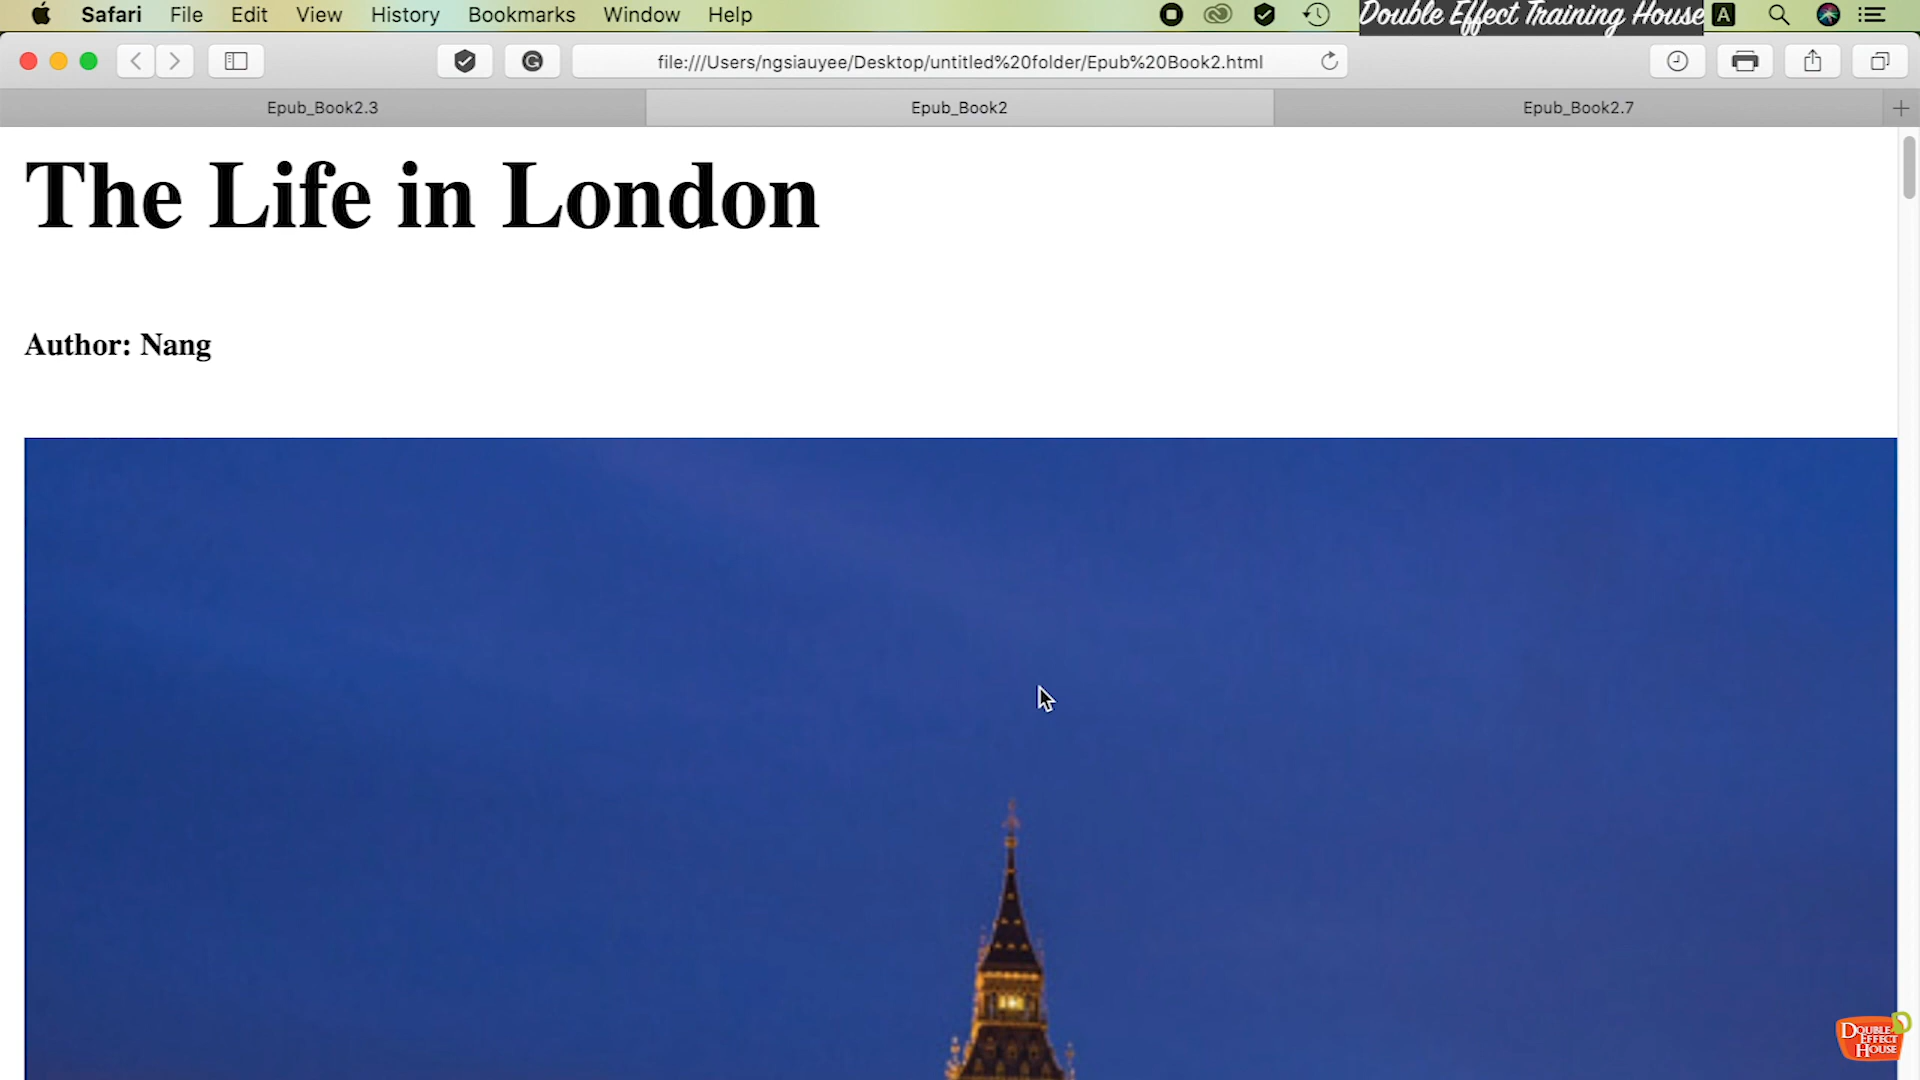 Safari File Edit View History Bookmarks Window Help Double Effect Training House A
file:///Users/ngsiauyee/Desktop/untitled%20folder/Epub%20Book2.html
Epub_Book2.3 Epub_Book2 Epub_Book2.7
The Life in London
Author: Nang
DOUBLE
EFFECT
HOUSE